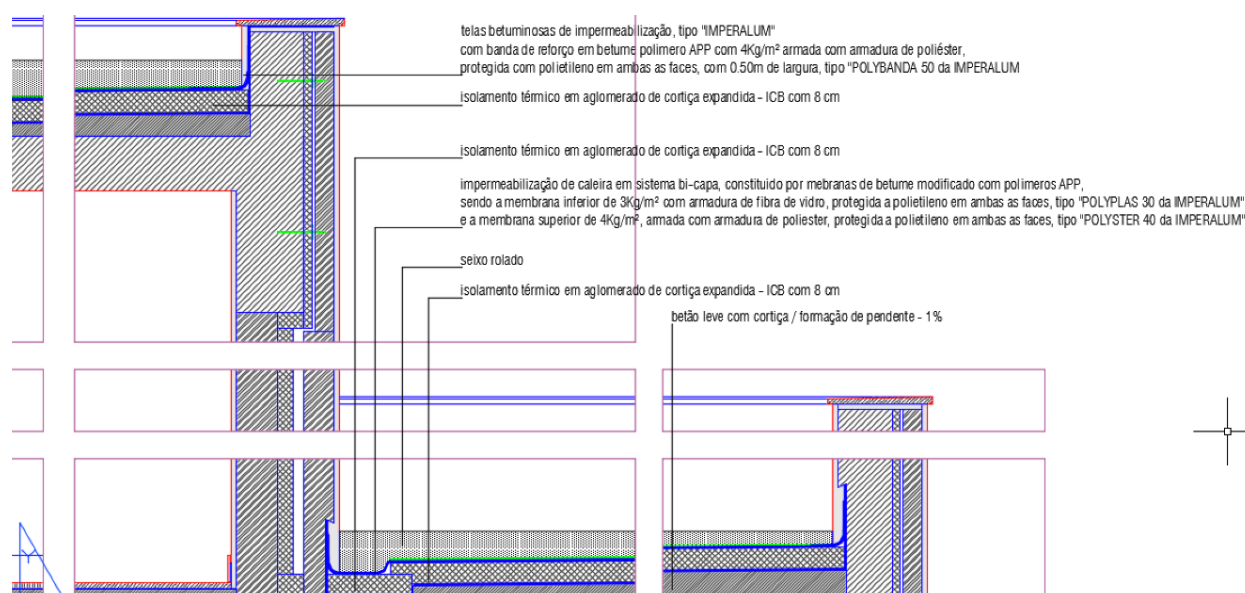 telas betuminosas de impermeabilização, tipo "IMPERALUM"
com banda de reforço em betume polimero APP com 4Kg/m² armada com armadura de poliéster,
protegida com polietileno em ambas as faces, com 0.50m de largura, tipo "POLYBANDA 50 da IMPERALUM
isolamento térmico em aglomerado de cortiça expandida - ICB com 8 cm
isolamento térmico em aglomerado de cortiça expandida - ICB com 8 cm
impermeabilização de caleira em sistema bi-capa, constituido por mebranas de betume modificado com polimeros APP,
sendo a membrana inferior de 3Kg/m² com armadura de fibra de vidro, protegida a polietileno em ambas as faces, tipo "POLYPLAS 30 da IMPERALUM"
e a membrana superior de 4Kg/m², armada com armadura de poliester, protegida a polietileno em ambas as faces, tipo "POLYSTER 40 da IMPERALUM"
seixo rolado
isolamento térmico em aglomerado de cortiça expandida - ICB com 8 cm
betão leve com cortiça / formação de pendente - 1%